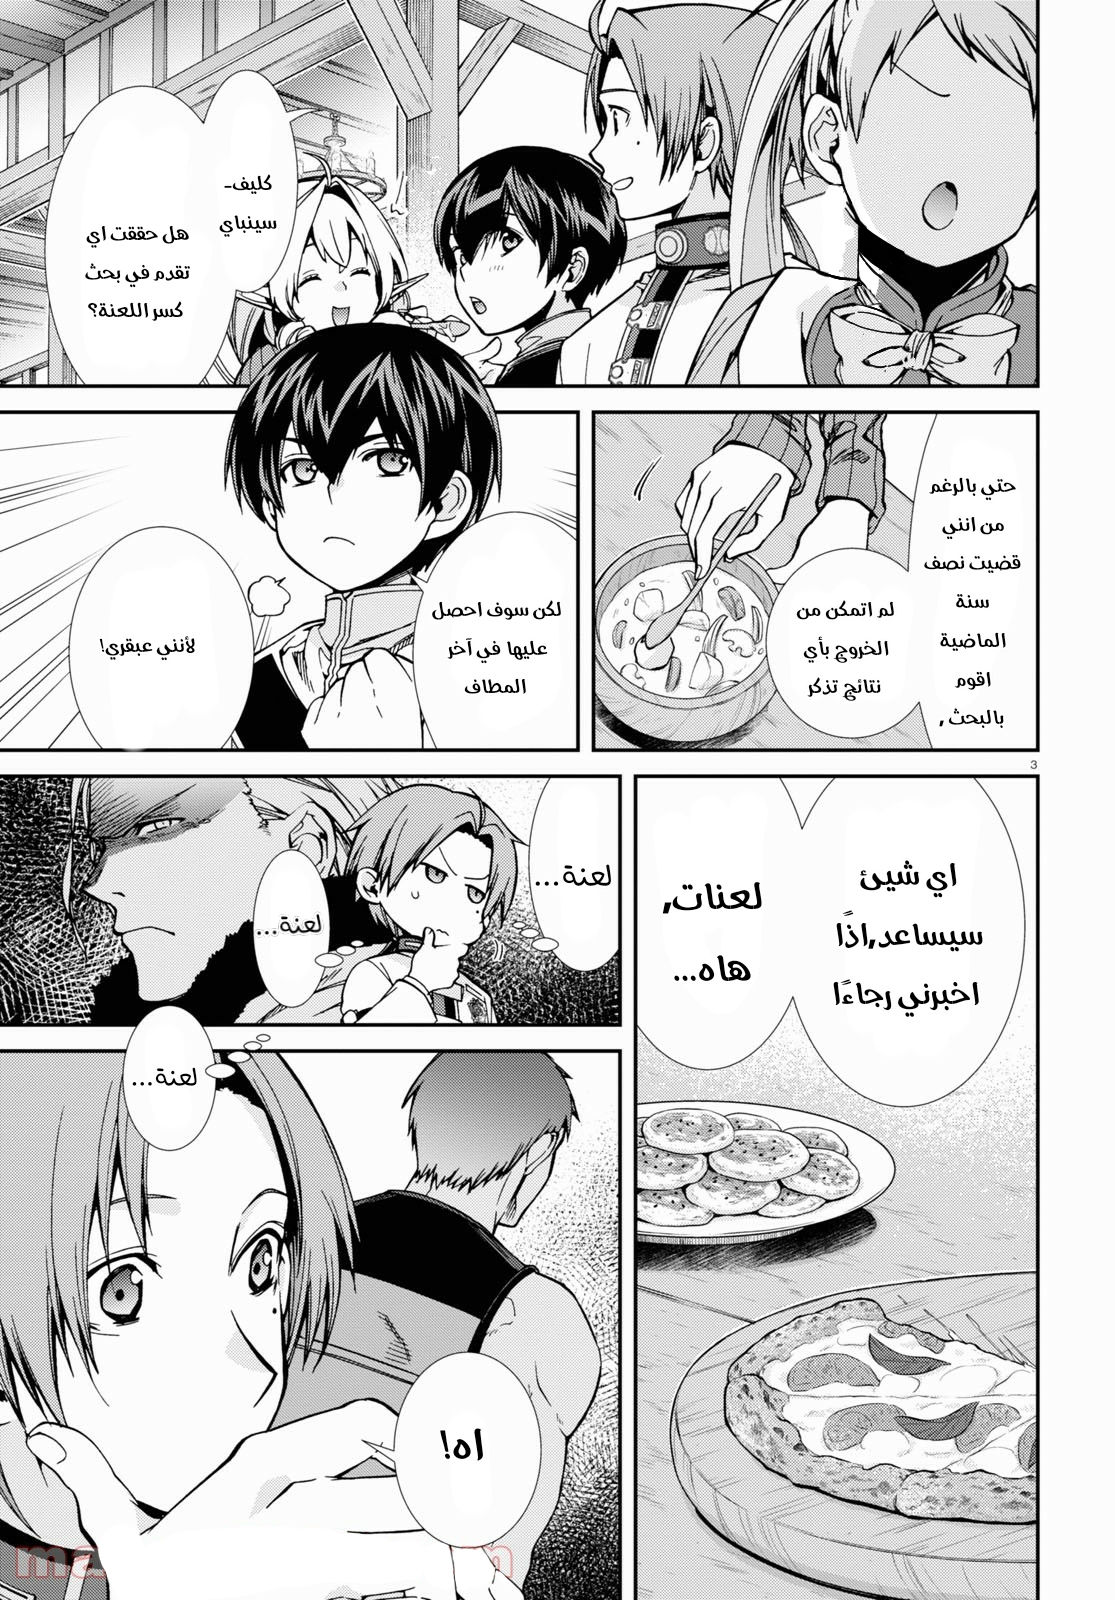 كليف-
سينباي
هل حققت اي
تقدم في بحث
كسر اللعنة؟
حتي بالرغم
من انني
قضيت نصف
سنة
الماضية
اقوم
بالبحث ,
لم اتمكن من
الخروج بأي
نتائج تذكر
لكن سوف احصل
عليها في آخر
المطاف
لأنني عبقري!
3
اي شيئ
سيساعد,اذًا
اخبرني رجاءًا
لعنات,
هاه...
لعنة...
لعنة...
لعنة...
اه!